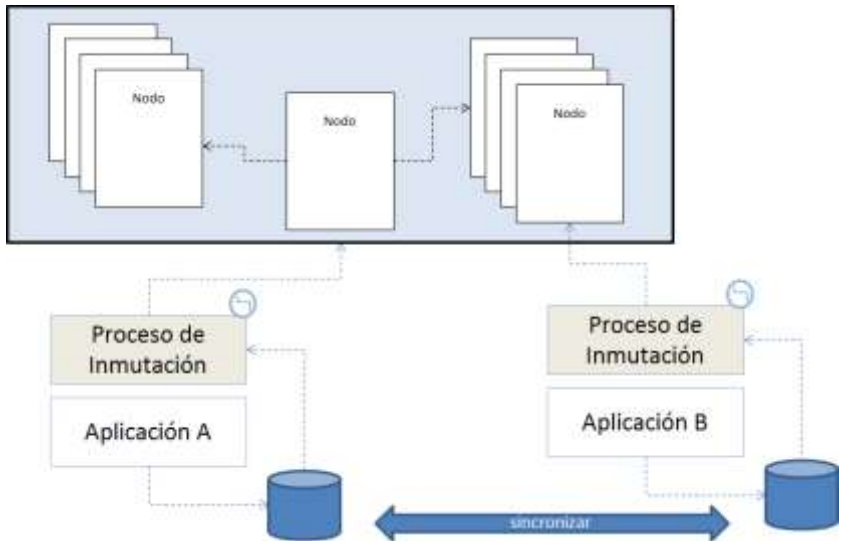 Nodo
Nodo
Nodo
Proceso de
Inmutación
Proceso de
Inmutación
Aplicación A
Aplicación B
sincronizar